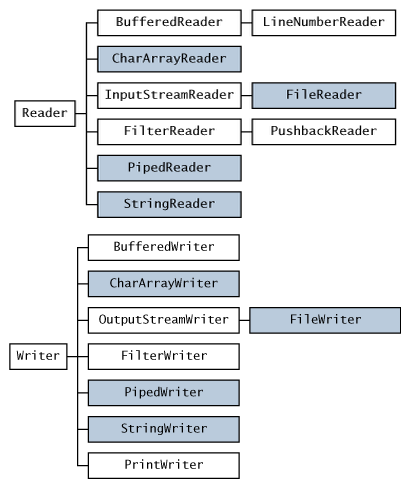 BufferedReader
LineNumberReader
CharArrayReader
InputStreamReader
FileReader
Reader
FilterReader
PushbackReader
PipedReader
StringReader
BufferedWriter
CharArrayWriter
OutputStreamWriter
FileWriter
Writer
FilterWriter
PipedWriter
StringWriter
PrintWriter